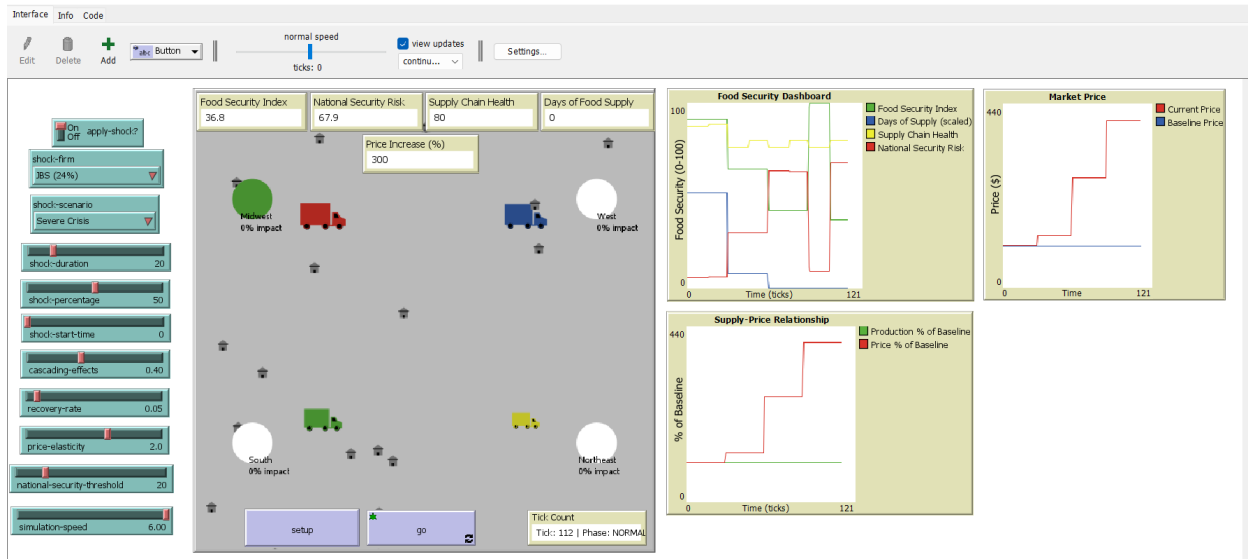 Interface Info Code
Edit
Delete
Add
abc Button
normal speed
ticks: 0
view updates
continu...
Settings...
On
Off
apply-shock?
shock-firm
JBS (24%)
shock-scenario
Severe Crisis
shock-duration 20
shock-percentage 50
shock-start-time 0
cascading-effects 0.40
recovery-rate 0.05
price-elasticity 2.0
national-security-threshold 20
simulation-speed 6.00
Food Security Index
36.8
National Security Risk
67.9
Supply Chain Health
80
Days of Food Supply
0
Price Increase (%)
300
Midwest
0% impact
West
0% impact
South
0% impact
Northeast
0% impact
setup
go
Tick Count
Tick: 112 | Phase: NORMAL
Food Security Dashboard
100
Food Security (0-100)
0
0
Time (ticks)
121
Food Security Index
Days of Supply (scaled)
Supply Chain Health
National Security Risk
Market Price
440
Price ($)
0
0
Time
121
Current Price
Baseline Price
Supply-Price Relationship
440
% of Baseline
0
0
Time (ticks)
121
Production % of Baseline
Price % of Baseline